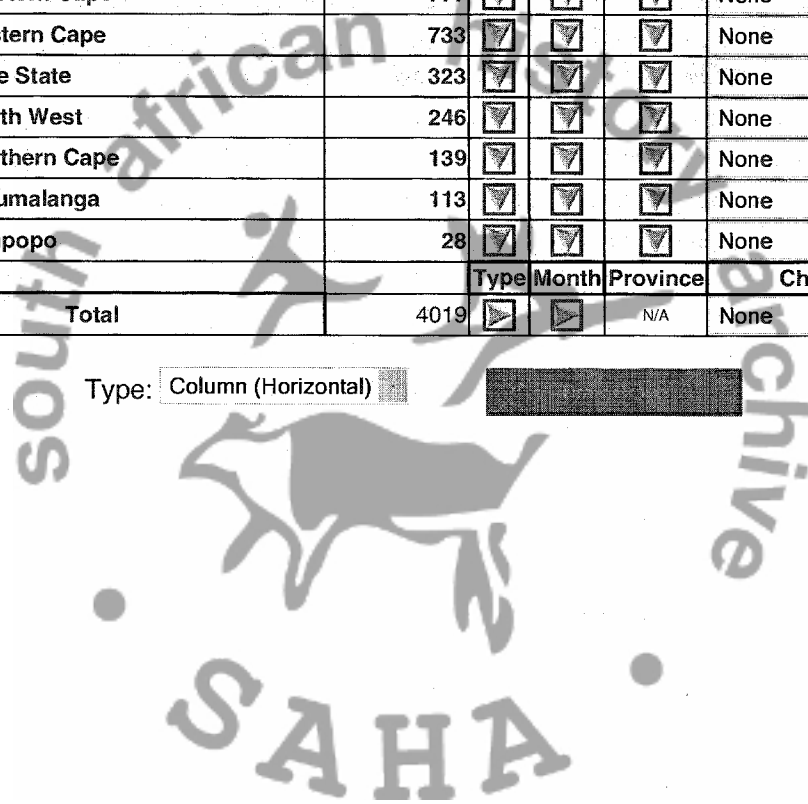 stern Cape 733 None
e State 323 None
th West 246 None
thern Cape 139 None
umalanga 113 None
popo 28 None
Type Month Province Ch
Total 4019 N/A None
Type: Column (Horizontal)
south african history archive
SAHA